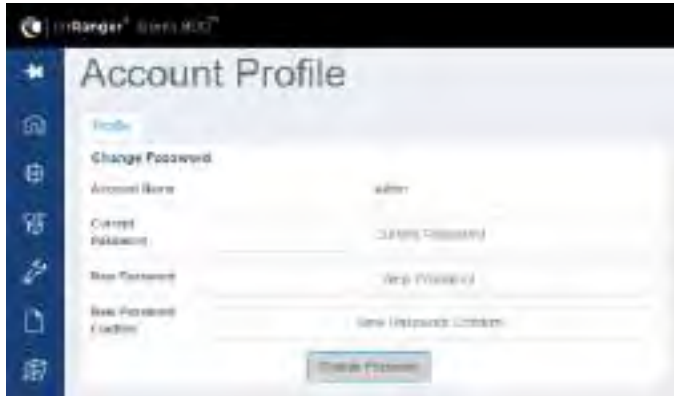 Ranger
Account Profile
Profile
Change Password
Account Name admin
Current Password Current Password
New Password New Password
New Password Confirm New Password Confirm
Change Password